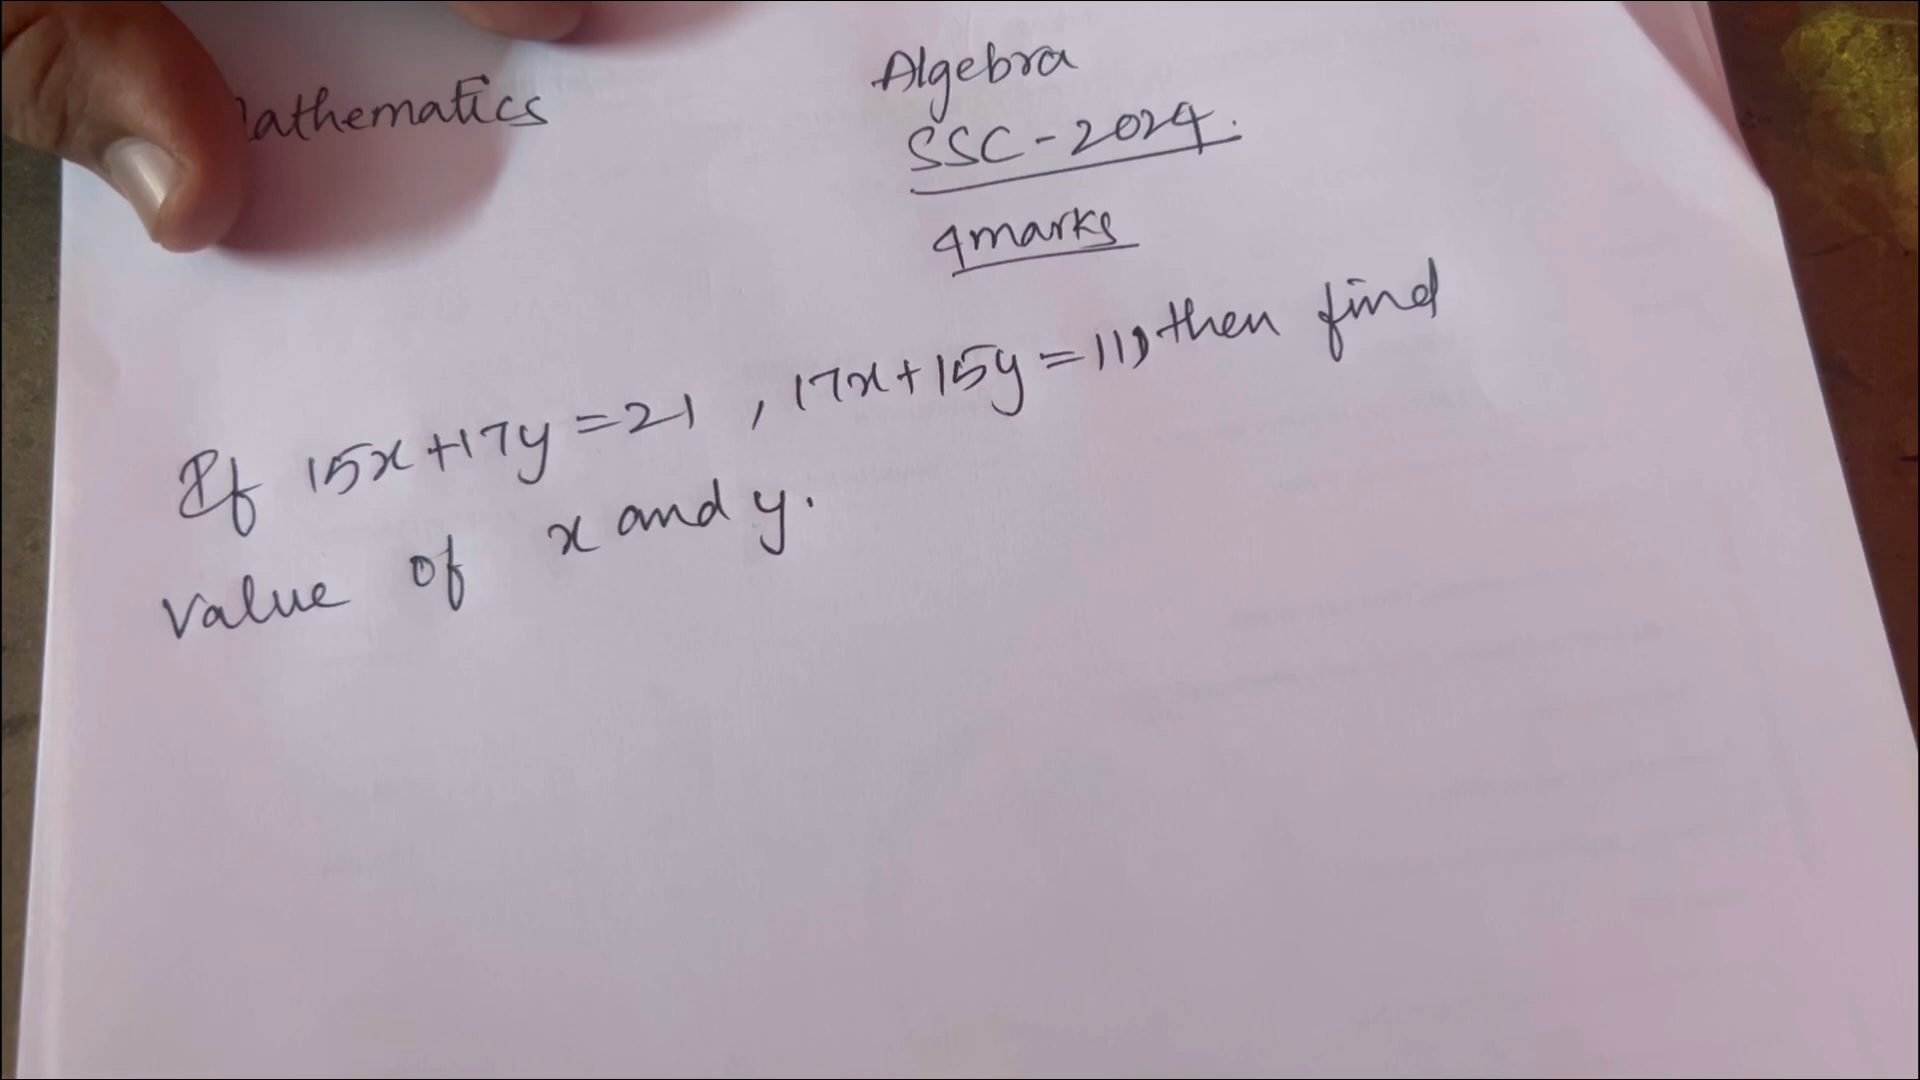 athematics
Algebra
SSC-2024.
4marks
If 15x+17y=21, 17x+15y=11, then find
value of x and y.